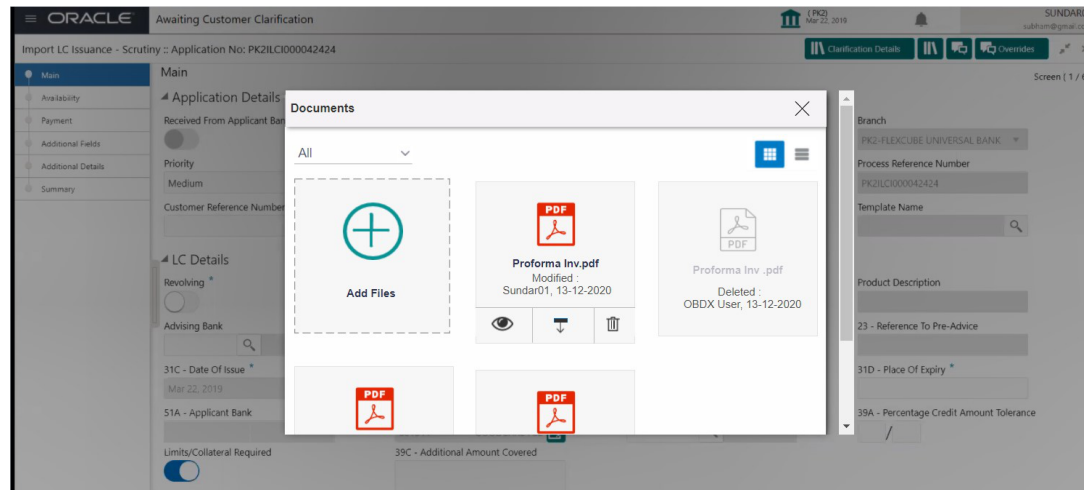 ORACLE
Awaiting Customer Clarification
(PK2)
Mar 22, 2019
SUNDAR
Import LC Issuance - Scrutiny :: Application No: PK2ILCI000042424
Clarification Details
Overrides
Main
Availability
Payment
Additional Fields
Additional Details
Summary
Main
Screen ( 1 / 6
Application Details
Received From Applicant Ban
Priority
Medium
Customer Reference Number
Branch
PK2-FLEXCUBE UNIVERSAL BANK
Process Reference Number
PK2ILCI000042424
Template Name
LC Details
Revolving *
Advising Bank
31C - Date Of Issue *
Mar 22, 2019
51A - Applicant Bank
Limits/Collateral Required
39C - Additional Amount Covered
Product Description
23 - Reference To Pre-Advice
31D - Place Of Expiry *
39A - Percentage Credit Amount Tolerance
/
Documents
All
Add Files
PDF
Proforma Inv.pdf
Modified :
Sundar01, 13-12-2020
PDF
Proforma Inv .pdf
Deleted :
OBDX User, 13-12-2020
PDF
PDF